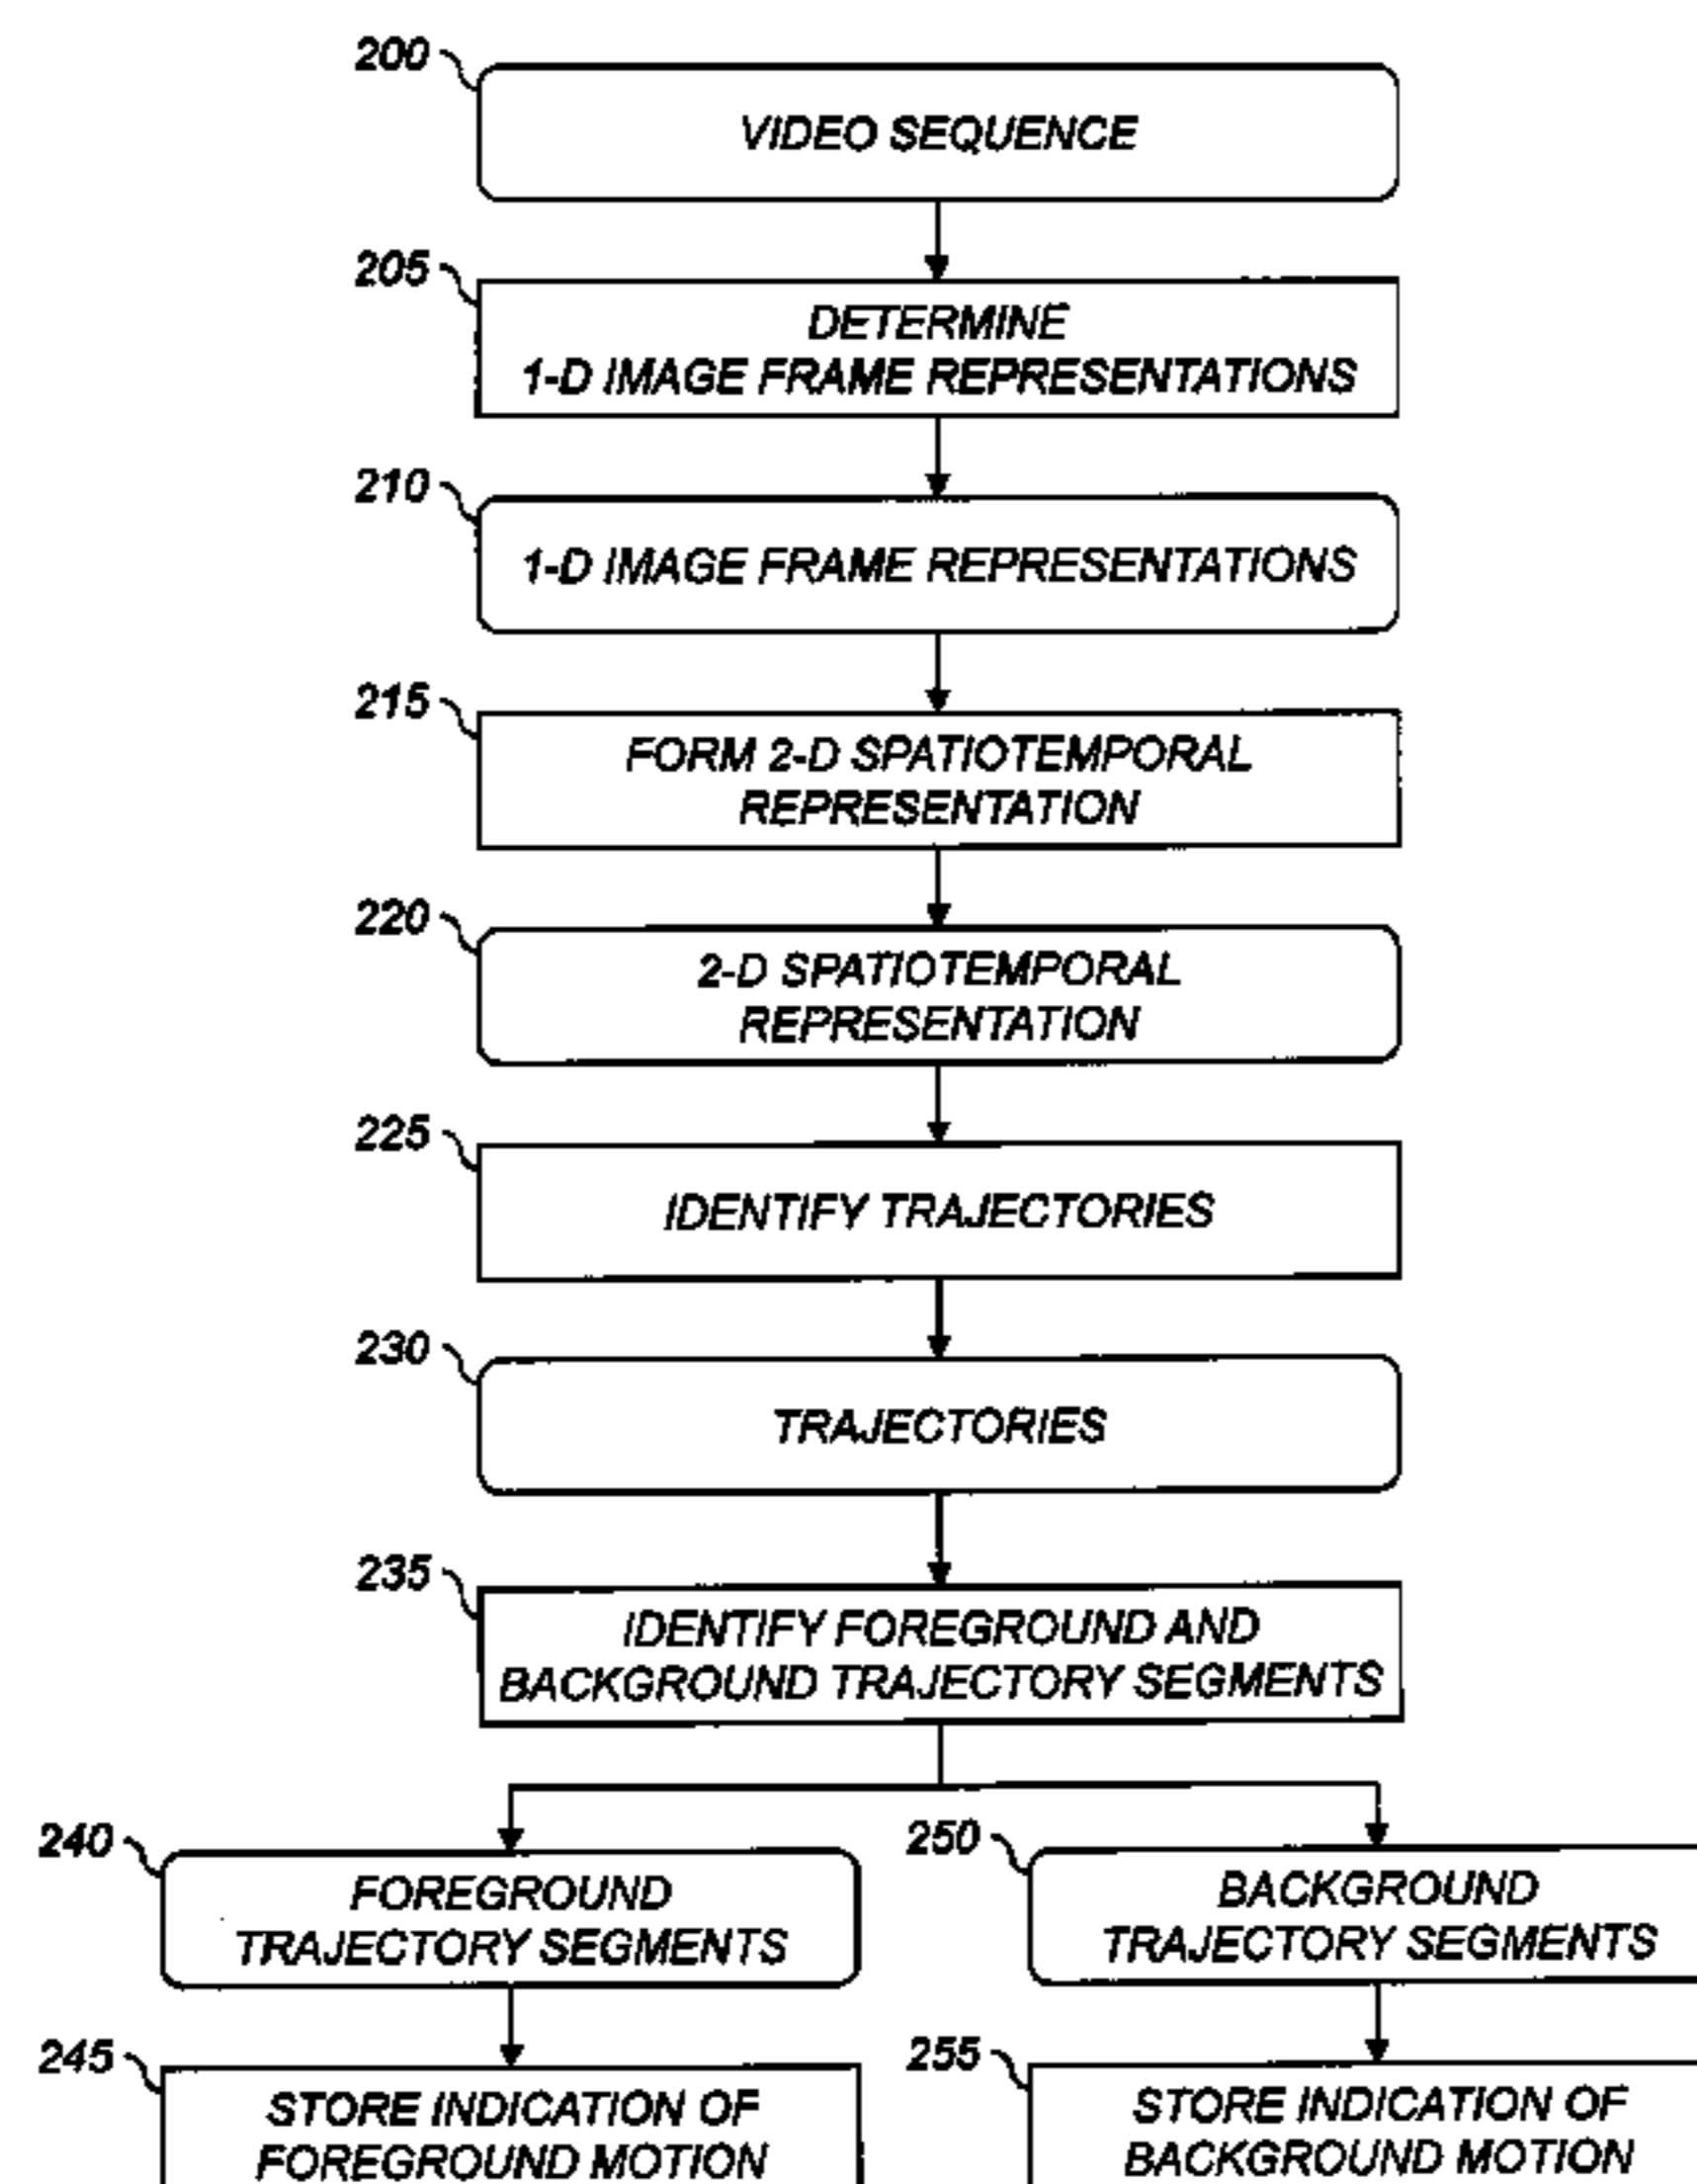 200
VIDEO SEQUENCE
205
DETERMINE
1-D IMAGE FRAME REPRESENTATIONS
210
1-D IMAGE FRAME REPRESENTATIONS
215
FORM 2-D SPATIOTEMPORAL
REPRESENTATION
220
2-D SPATIOTEMPORAL
REPRESENTATION
225
IDENTIFY TRAJECTORIES
230
TRAJECTORIES
235
IDENTIFY FOREGROUND AND
BACKGROUND TRAJECTORY SEGMENTS
240
FOREGROUND
TRAJECTORY SEGMENTS
250
BACKGROUND
TRAJECTORY SEGMENTS
245
STORE INDICATION OF
FOREGROUND MOTION
255
STORE INDICATION OF
BACKGROUND MOTION